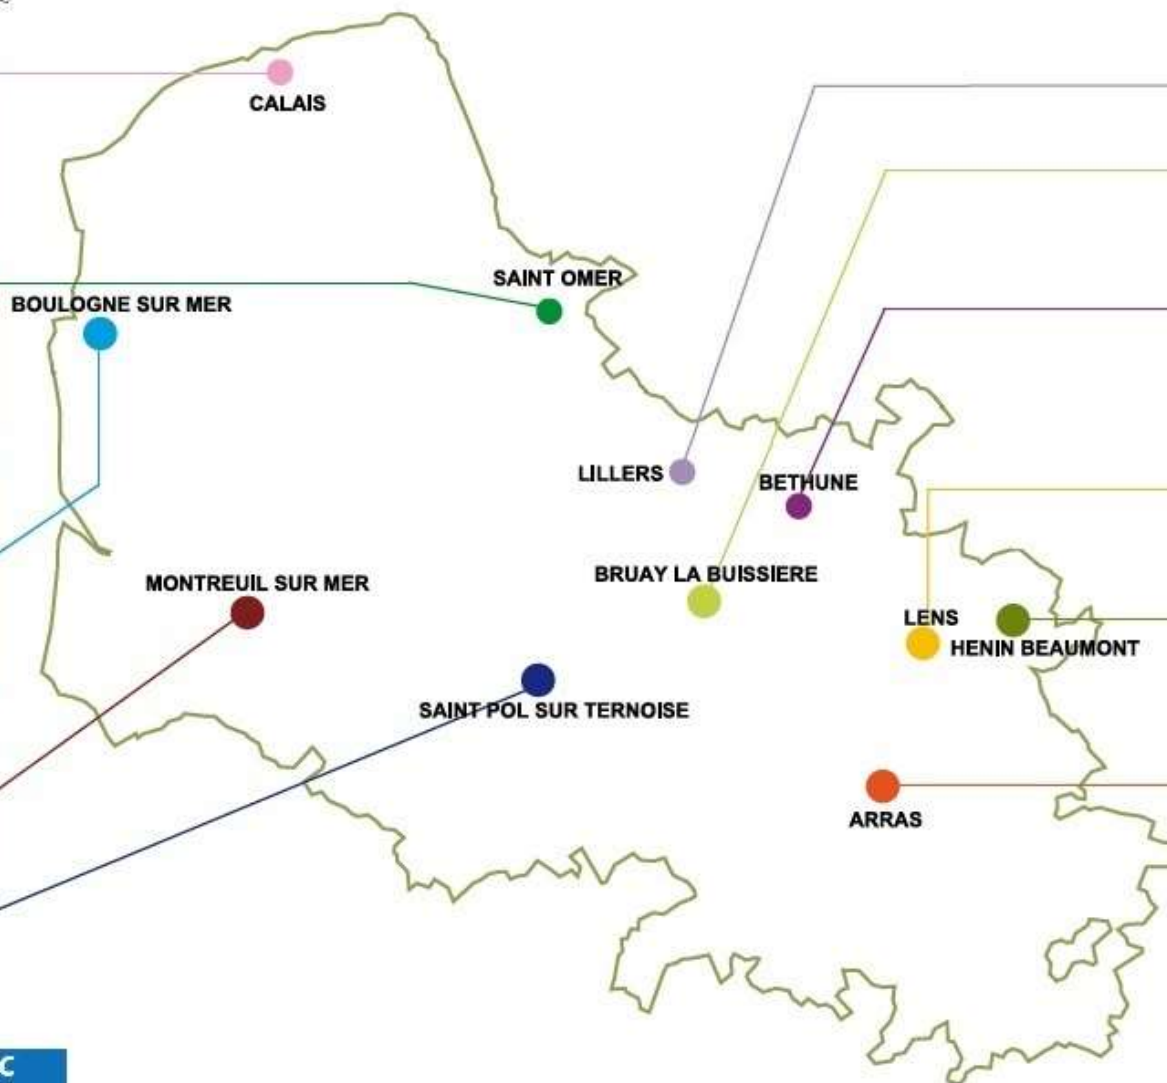 CALAIS
SAINT OMER
BOULOGNE SUR MER
LILLERS
BETHUNE
BRUAY LA BUISSIERE
MONTREUIL SUR MER
LENS
HENIN BEAUMONT
SAINT POL SUR TERNOISE
ARRAS
C